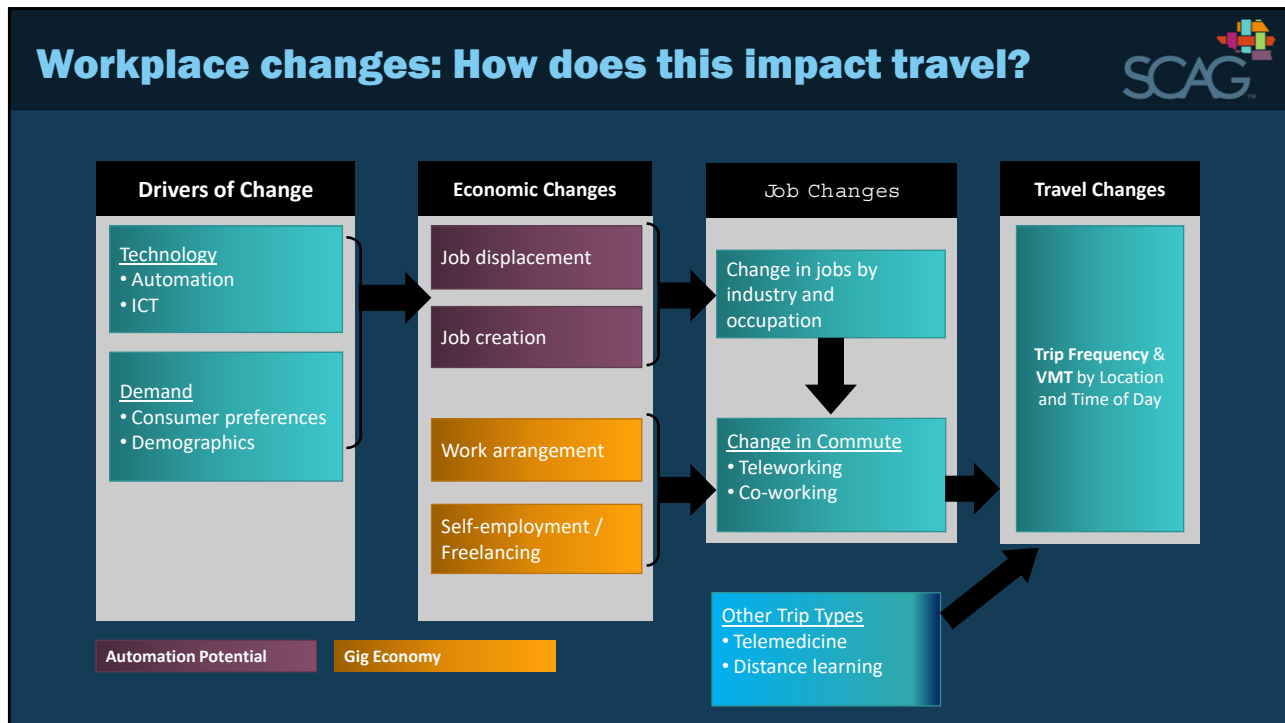 Workplace changes: How does this impact travel?
SCAG™
Drivers of Change
Technology
• Automation
• ICT
Demand
• Consumer preferences
• Demographics
Economic Changes
Job displacement
Job creation
Work arrangement
Self-employment /
Freelancing
Job Changes
Change in jobs by
industry and
occupation
Change in Commute
• Teleworking
• Co-working
Travel Changes
Trip Frequency &
VMT by Location
and Time of Day
Other Trip Types
• Telemedicine
• Distance learning
Automation Potential
Gig Economy